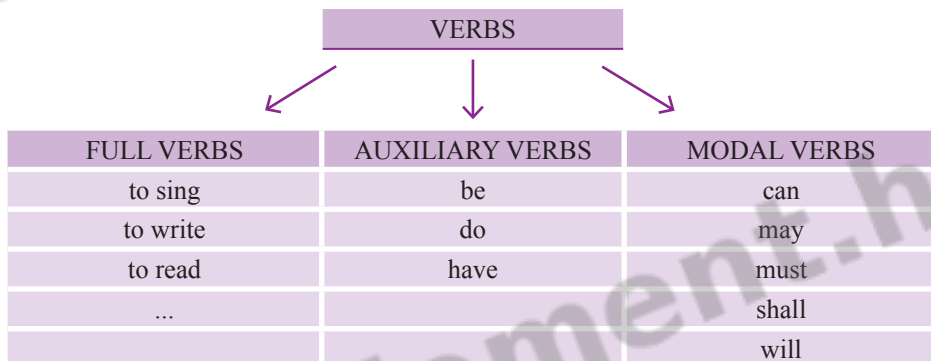 VERBS
FULL VERBS AUXILIARY VERBS MODAL VERBS
to sing be can
to write do may
to read have must
... shall
will